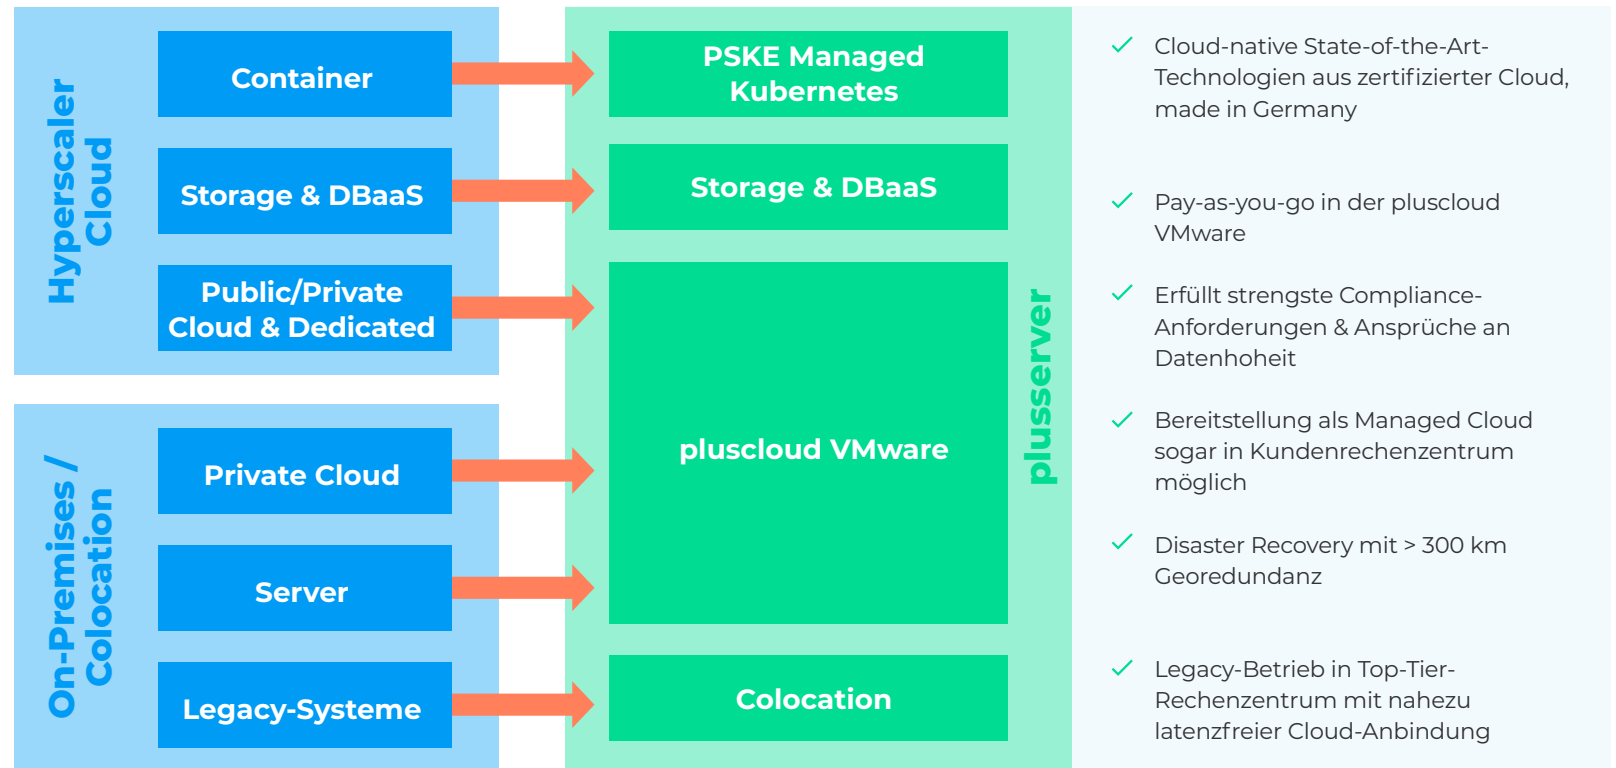 Hyperscaler
Cloud
Container
Storage & DBaaS
Public/Private
Cloud & Dedicated
On-Premises /
Colocation
Private Cloud
Server
Legacy-Systeme
PSKE Managed
Kubernetes
Storage & DBaaS
pluscloud VMware
Colocation
plusserver
Cloud-native State-of-the-Art-
Technologien aus zertifizierter Cloud,
made in Germany
Pay-as-you-go in der pluscloud
VMware
Erfüllt strengste Compliance-
Anforderungen & Ansprüche an
Datenhoheit
Bereitstellung als Managed Cloud
sogar in Kundenrechenzentrum
möglich
Disaster Recovery mit > 300 km
Georedundanz
Legacy-Betrieb in Top-Tier-
Rechenzentrum mit nahezu
latenzfreier Cloud-Anbindung